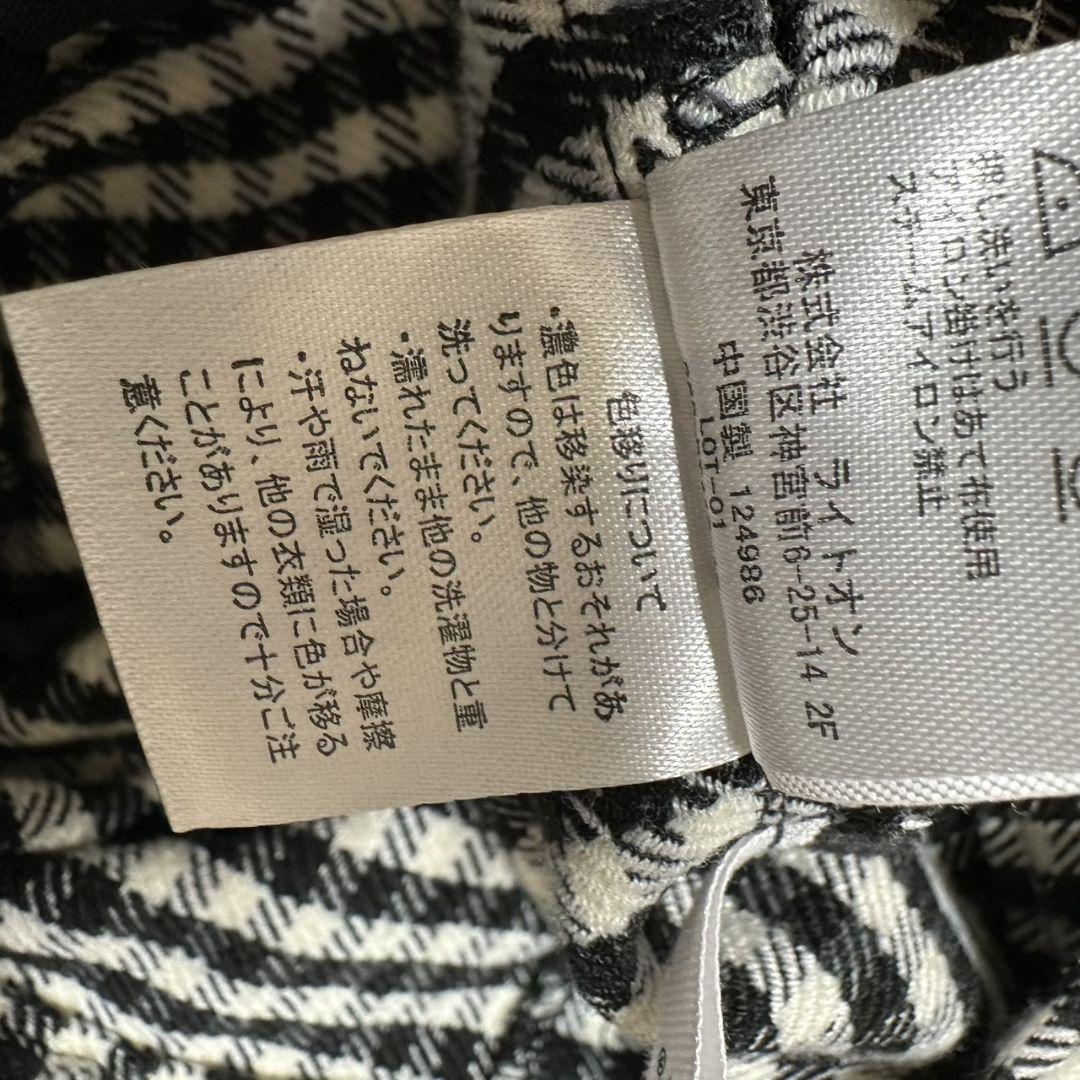 押し洗いを行う
アイロン掛けはあて布使用
スチームアイロン禁止
株式会社 ライトオン
東京都渋谷区神宮前6-25-14 2F
中国製 124986
LOT-01
色移りについて
・濃色は移染するおそれがあ
りますので、他の物と分けて
洗ってください。
・濡れたまま他の洗濯物と重
ねないでください。
・汗や雨で湿った場合や摩擦
により、他の衣類に色が移る
ことがありますので十分ご注
意ください。